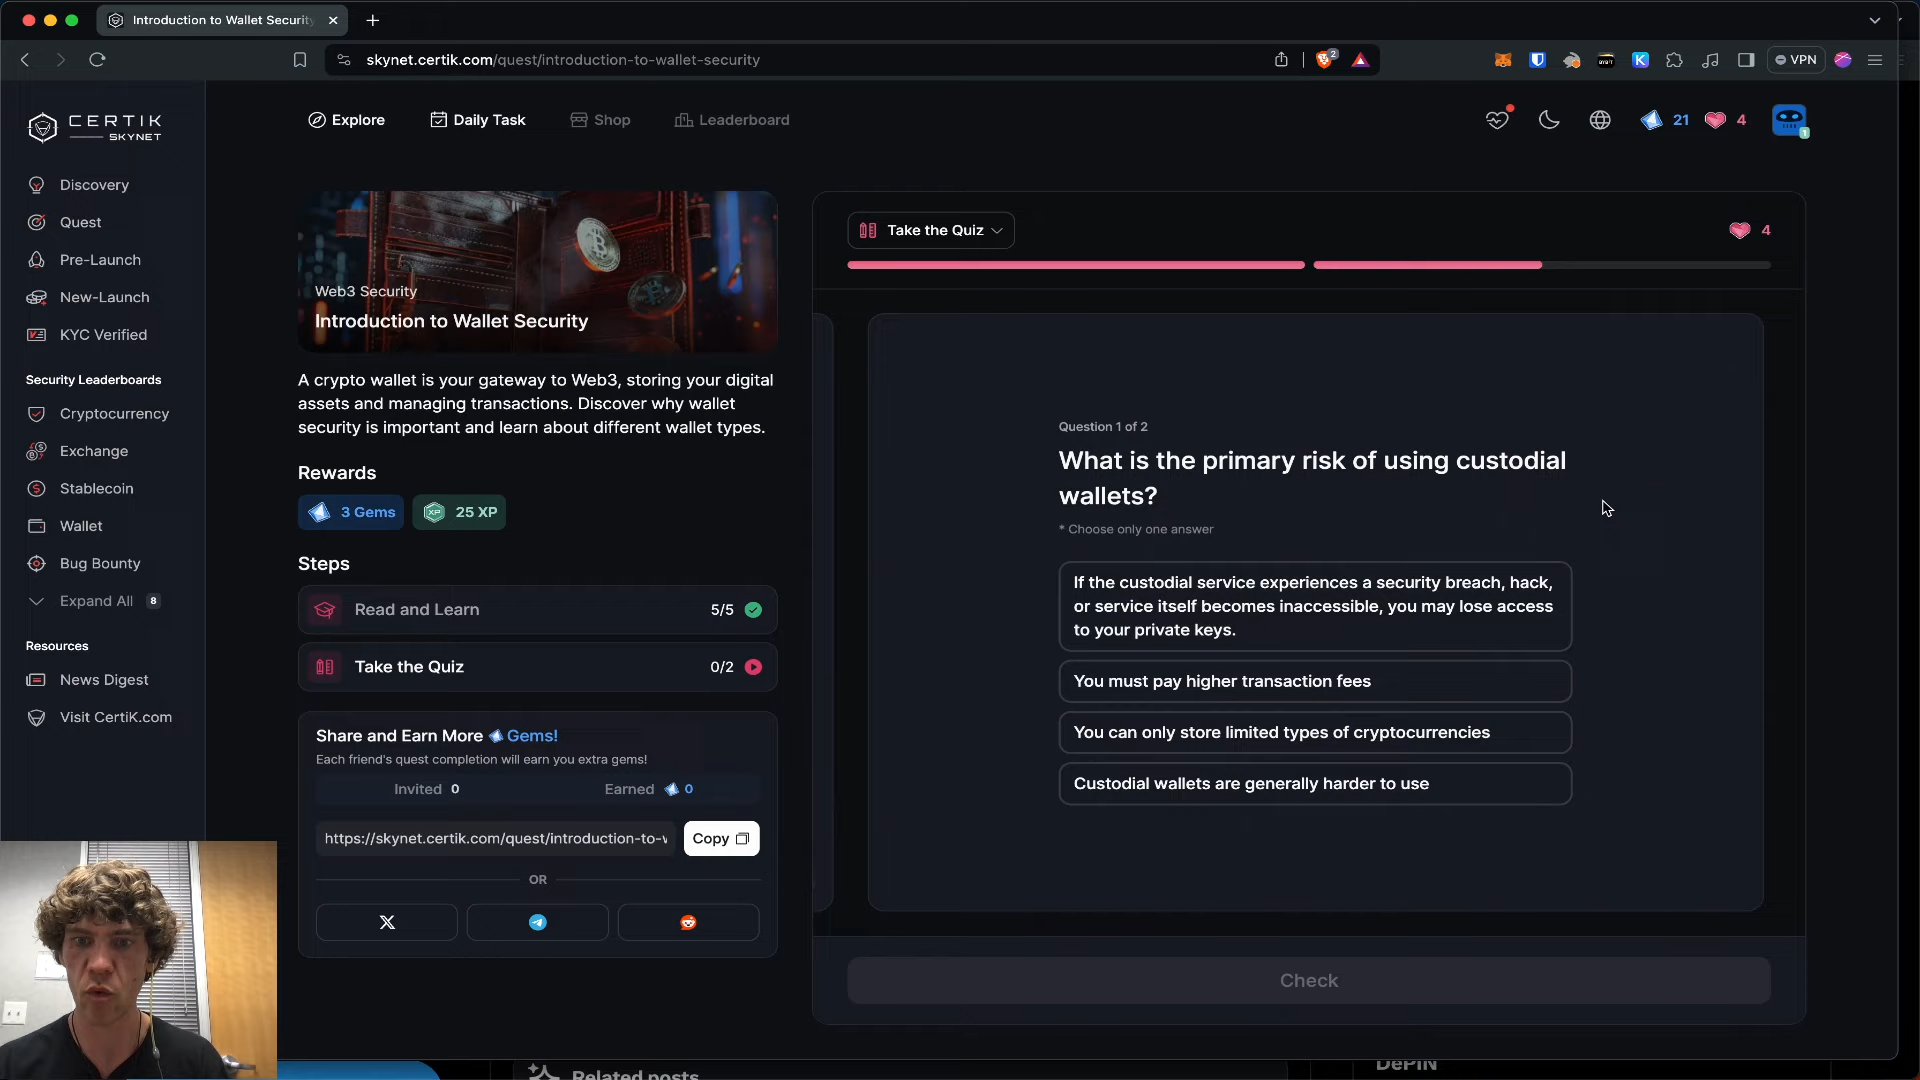 Introduction to Wallet Security
skynet.certik.com/quest/introduction-to-wallet-security
2
VPN
CERTIK
SKYNET
Explore
Daily Task
Shop
Leaderboard
21
4
1
Discovery
Quest
Pre-Launch
New-Launch
KYC Verified
Security Leaderboards
Cryptocurrency
Exchange
Stablecoin
Wallet
Bug Bounty
Expand All 8
Resources
News Digest
Visit CertiK.com
Web3 Security
Introduction to Wallet Security
A crypto wallet is your gateway to Web3, storing your digital
assets and managing transactions. Discover why wallet
security is important and learn about different wallet types.
Rewards
3 Gems
XP 25 XP
Steps
Read and Learn 5/5
Take the Quiz 0/2
Share and Earn More Gems!
Each friend's quest completion will earn you extra gems!
Invited 0 Earned 0
https://skynet.certik.com/quest/introduction-to-w
Copy
OR
Take the Quiz
4
Question 1 of 2
What is the primary risk of using custodial
wallets?
* Choose only one answer
If the custodial service experiences a security breach, hack,
or service itself becomes inaccessible, you may lose access
to your private keys.
You must pay higher transaction fees
You can only store limited types of cryptocurrencies
Custodial wallets are generally harder to use
Check
Related posts
DePIN